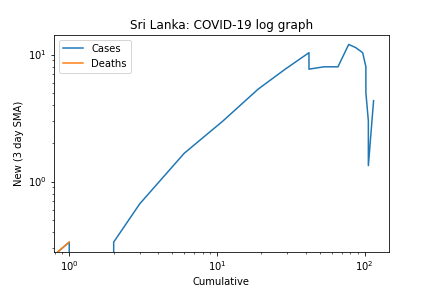 Sri Lanka: COVID-19 log graph
Cases
Deaths
New (3 day SMA)
10¹
10⁰
10⁰
10¹
10²
Cumulative